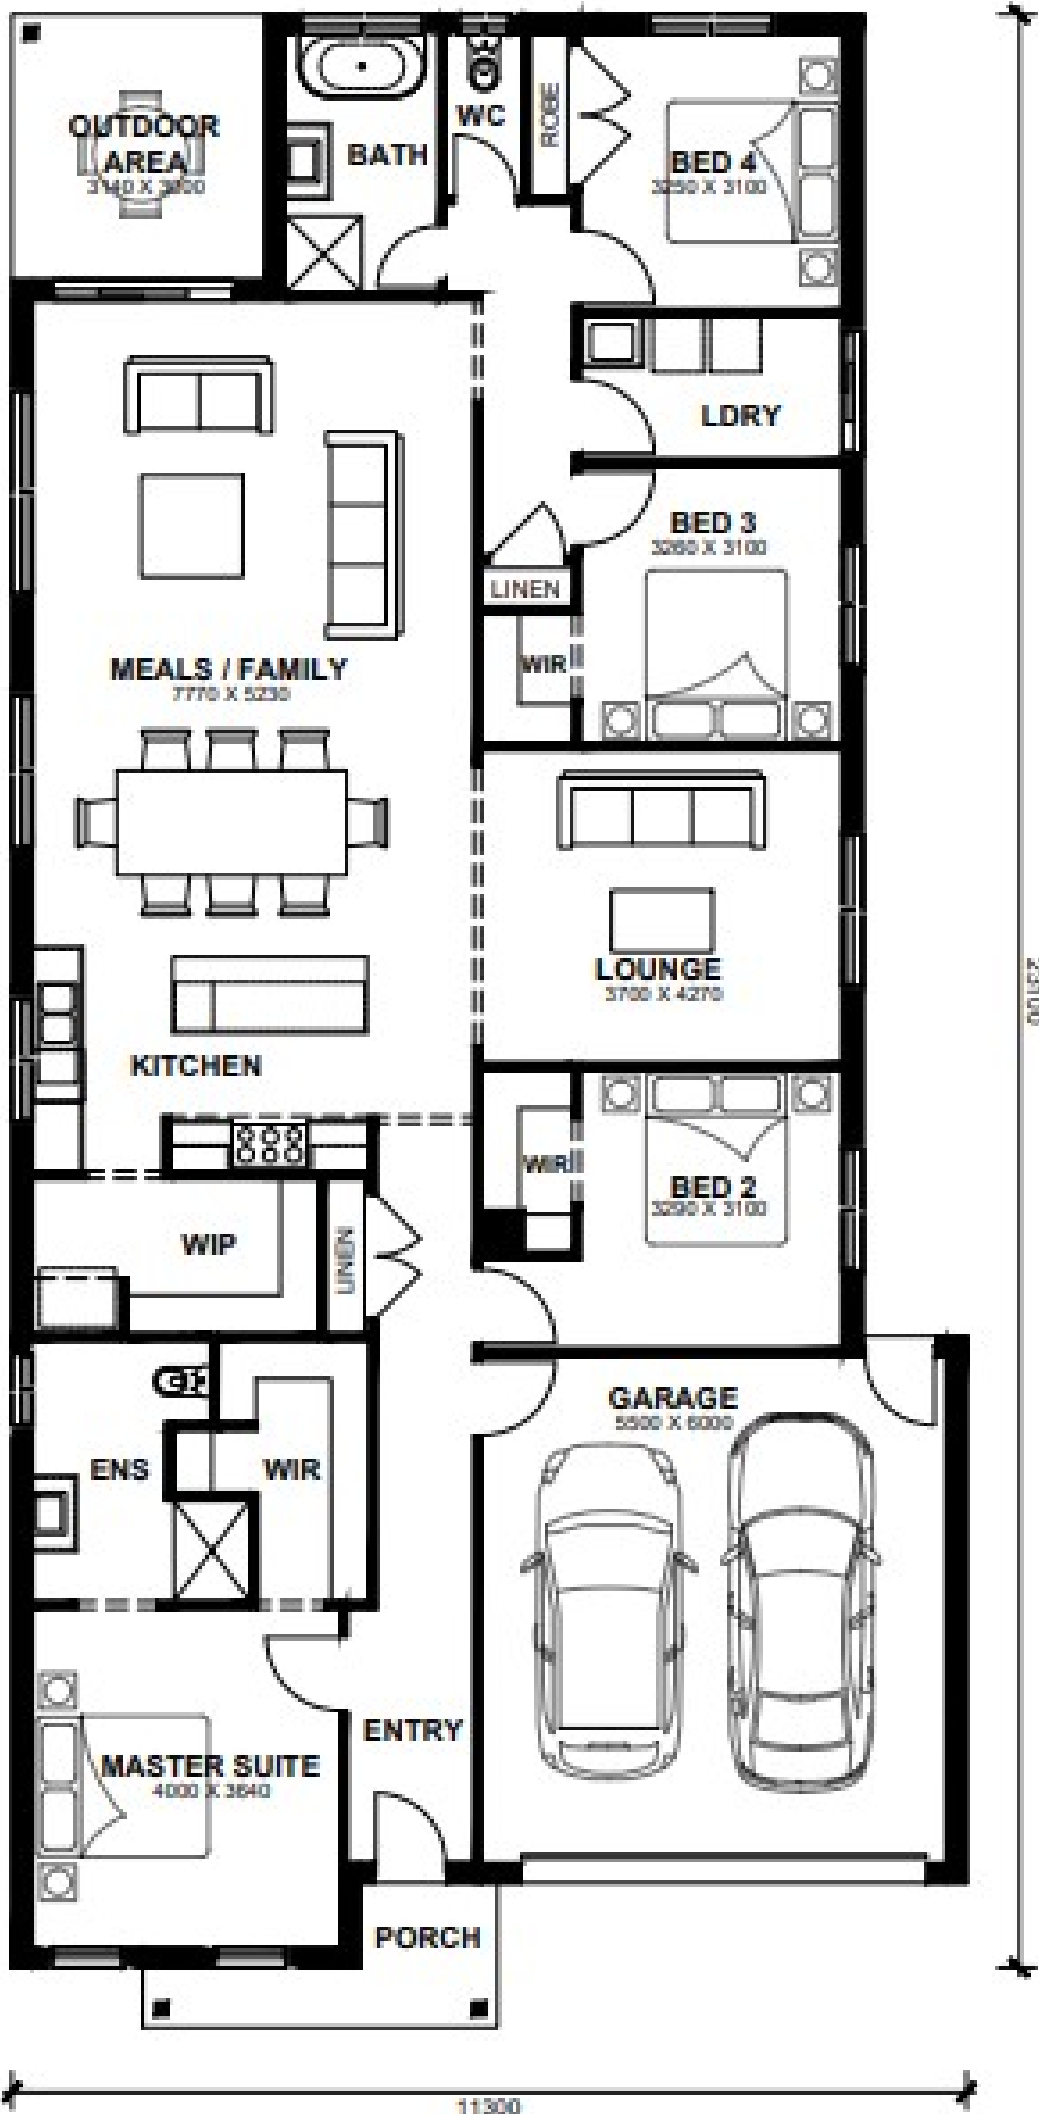 OUTDOOR
AREA
BATH
WC
ROBE
BED 4
3250 X 3100
LDRY
BED 3
3260 X 3100
LINEN
WIR
MEALS / FAMILY
7770 X 5230
LOUNGE
3700 X 4270
KITCHEN
WIR
BED 2
3290 X 3100
WIP
LINEN
GARAGE
5500 X 6000
ENS
WIR
ENTRY
MASTER SUITE
4000 X 3640
PORCH
11300